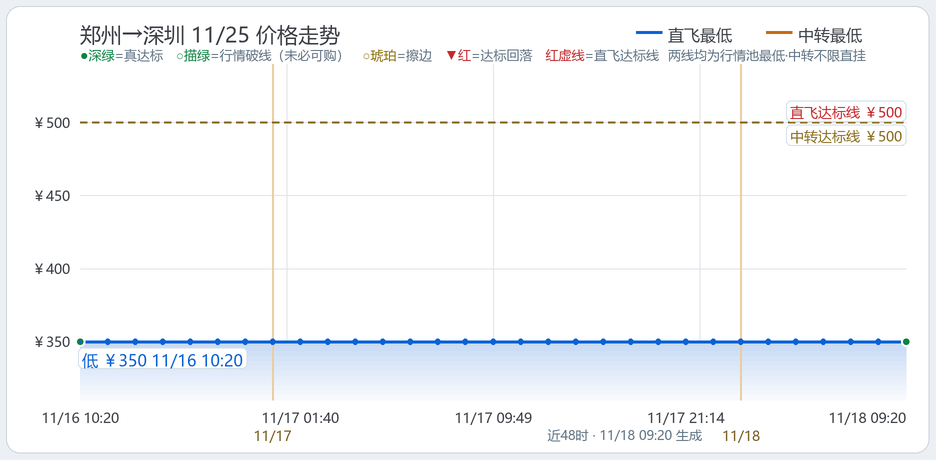 郑州→深圳 11/25 价格走势
直飞最低 中转最低
●深绿=真达标 ○描绿=行情破线（未必可购） ○琥珀=擦边 ▼红=达标回落 红虚线=直飞达标线 两线均为行情池最低·中转不限直挂
直飞达标线 ￥500
￥500
中转达标线 ￥500
￥450
￥400
￥350
低 ￥350 11/16 10:20
11/16 10:20 11/17 01:40 11/17 09:49 11/17 21:14 11/18 09:20
11/17 近48时 · 11/18 09:20 生成 11/18